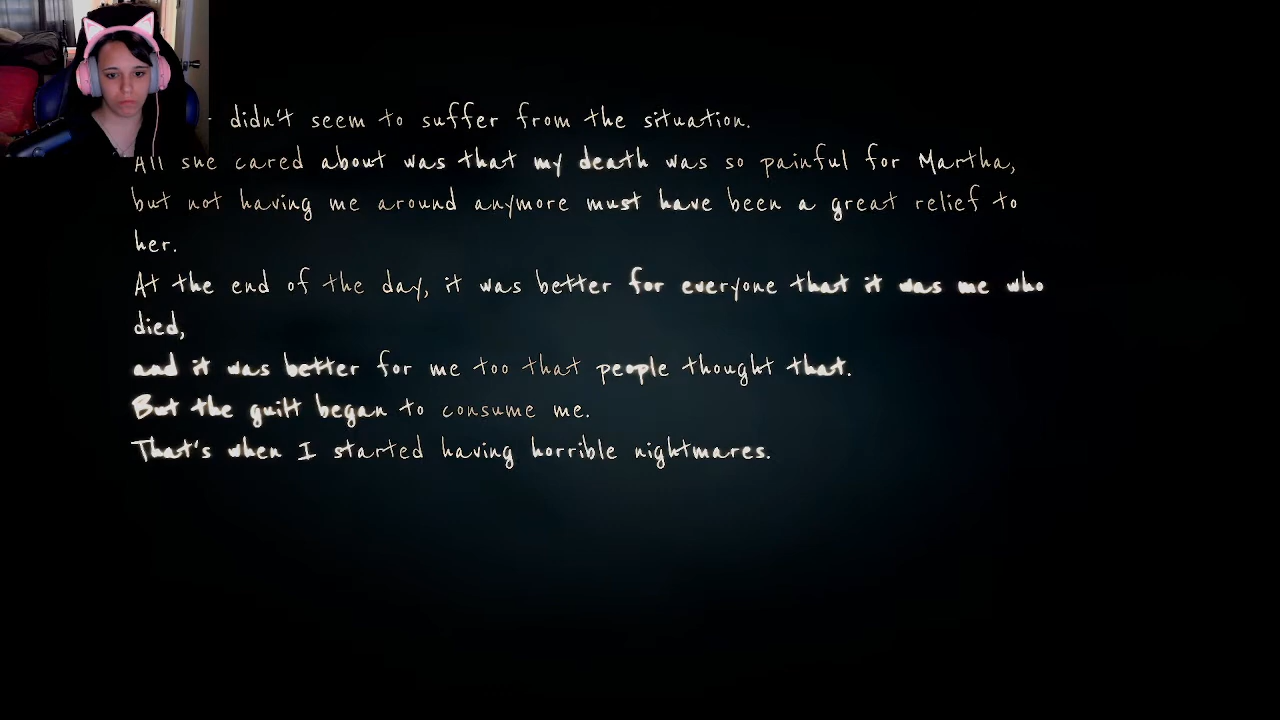 didn't seem to suffer from the situation.
All she cared about was that my death was so painful for Martha,
but not having me around anymore must have been a great relief to
her.
At the end of the day, it was better for everyone that it was me who
died,
and it was better for me too that people thought that.
But the guilt began to consume me.
That's when I started having horrible nightmares.